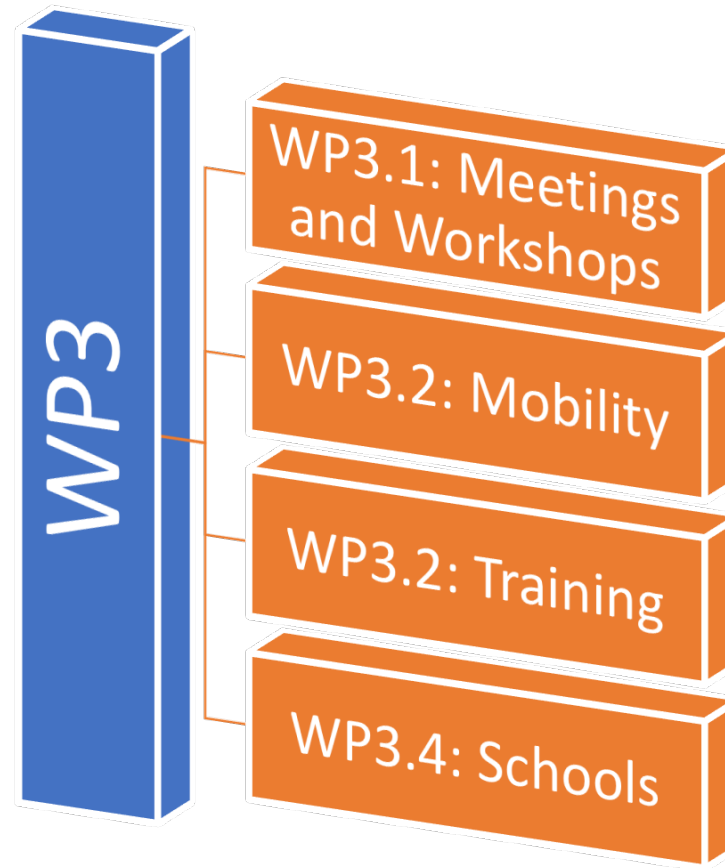 WP3
WP3.1: Meetings
and Workshops
WP3.2: Mobility
WP3.2: Training
WP3.4: Schools